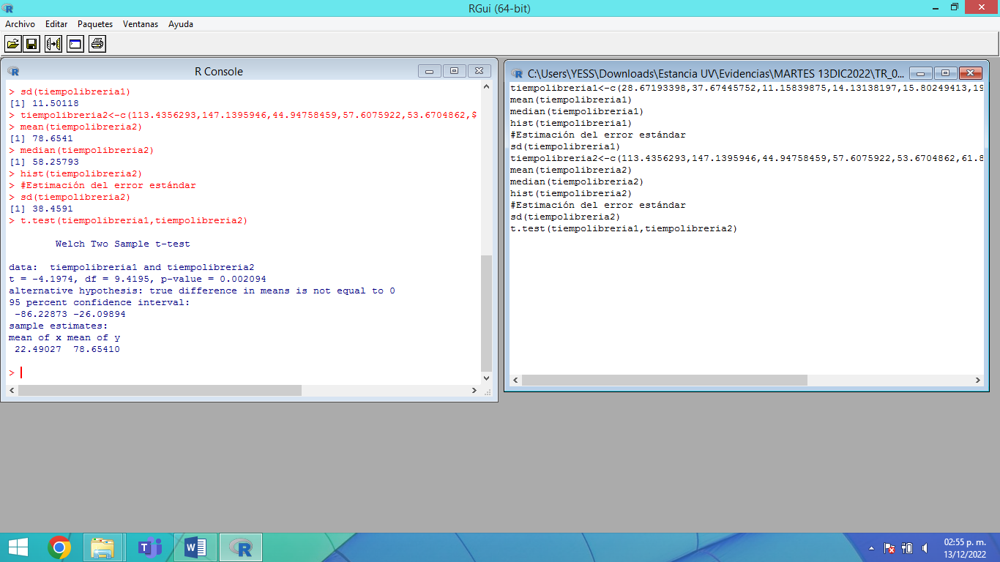 RGui (64-bit)
Archivo Editar Paquetes Ventanas Ayuda
R Console
> sd(tiempolibreria1)
[1] 11.50118
> tiempolibreria2<-c(113.4356293,147.1395946,44.94758459,57.6075922,53.6704862,$
> mean(tiempolibreria2)
[1] 78.6541
> median(tiempolibreria2)
[1] 58.25793
> hist(tiempolibreria2)
> #Estimación del error estándar
> sd(tiempolibreria2)
[1] 38.4591
> t.test(tiempolibreria1,tiempolibreria2)
Welch Two Sample t-test
data:  tiempolibreria1 and tiempolibreria2
t = -4.1974, df = 9.4195, p-value = 0.002094
alternative hypothesis: true difference in means is not equal to 0
95 percent confidence interval:
-86.22873 -26.09894
sample estimates:
mean of x mean of y
22.49027  78.65410
>
C:\Users\YESS\Downloads\Estancia UV\Evidencias\MARTES 13DIC2022\TR_0...
tiempolibreria1<-c(28.67193398,37.67445752,11.15839875,14.13138197,15.80249413,19
mean(tiempolibreria1)
median(tiempolibreria1)
hist(tiempolibreria1)
#Estimación del error estándar
sd(tiempolibreria1)
tiempolibreria2<-c(113.4356293,147.1395946,44.94758459,57.6075922,53.6704862,61.8
mean(tiempolibreria2)
median(tiempolibreria2)
hist(tiempolibreria2)
#Estimación del error estándar
sd(tiempolibreria2)
t.test(tiempolibreria1,tiempolibreria2)
02:55 p. m.
13/12/2022